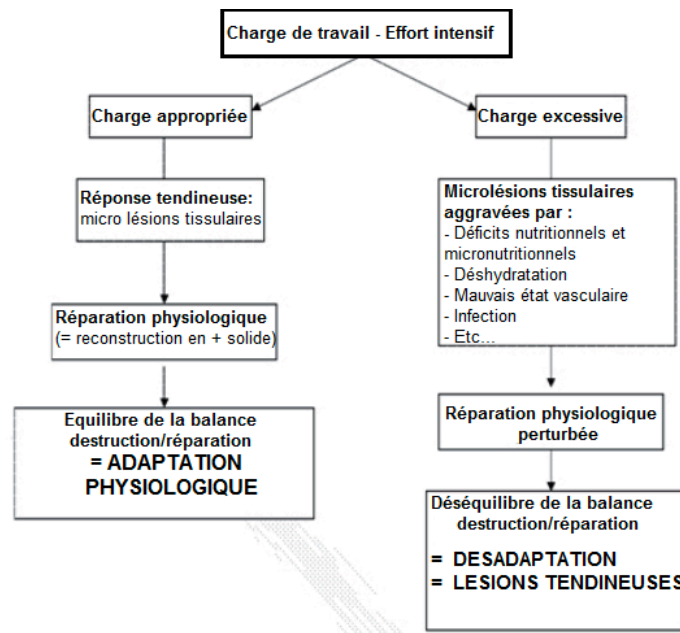 Charge de travail - Effort intensif
Charge appropriée
Charge excessive
Réponse tendineuse:
micro lésions tissulaires
Microlésions tissulaires
aggravées par :
- Déficits nutritionnels et
micronutritionnels
- Déshydratation
- Mauvais état vasculaire
- Infection
- Etc...
Réparation physiologique
(= reconstruction en + solide)
Réparation physiologique
perturbée
Equilibre de la balance
destruction/réparation
= ADAPTATION
PHYSIOLOGIQUE
Déséquilibre de la balance
destruction/réparation
= DESADAPTATION
= LESIONS TENDINEUSES